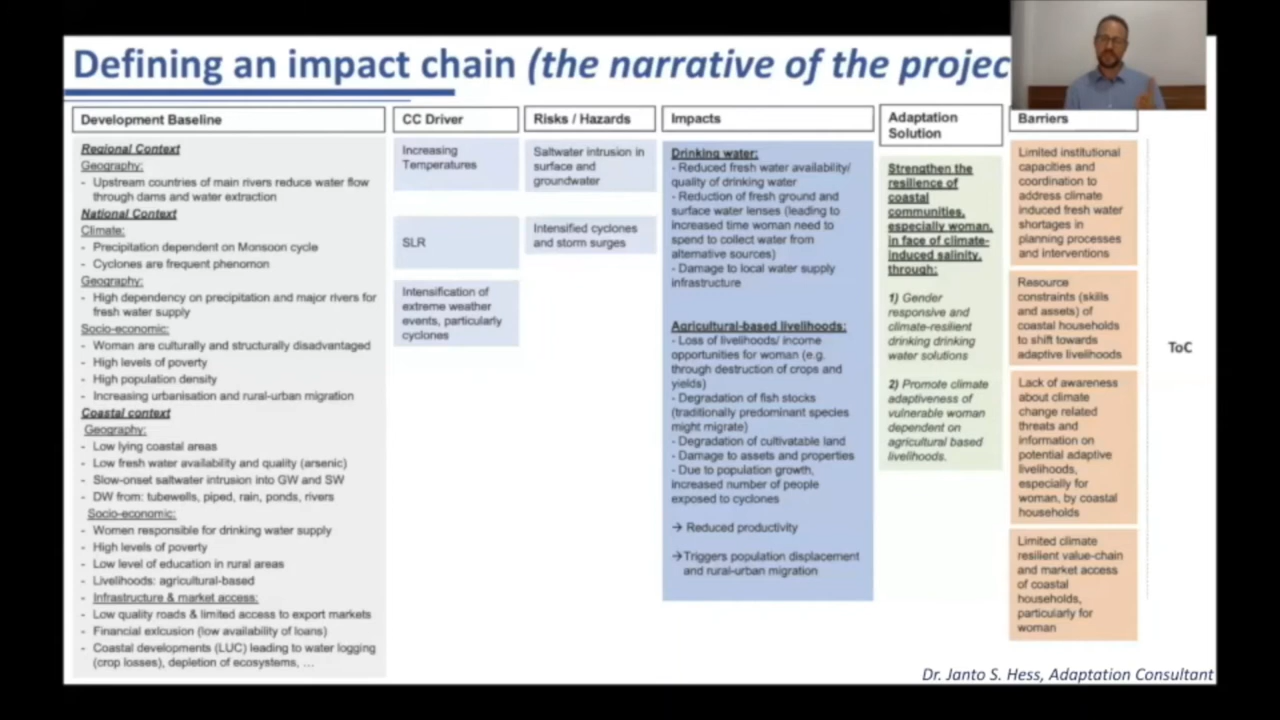 Defining an impact chain (the narrative of the projec
Development Baseline
Regional Context
Geography:
- Upstream countries of main rivers reduce water flow
through dams and water extraction
National Context
Climate:
- Precipitation dependent on Monsoon cycle
- Cyclones are frequent phenomon
Geography:
- High dependency on precipitation and major rivers for
fresh water supply
Socio-economic:
- Woman are culturally and structurally disadvantaged
- High levels of poverty
- High population density
- Increasing urbanisation and rural-urban migration
Coastal context
Geography:
- Low lying coastal areas
- Low fresh water availability and quality (arsenic)
- Slow-onset saltwater intrusion into GW and SW
- DW from: tubewells, piped, rain, ponds, rivers
Socio-economic:
- Women responsible for drinking water supply
- High levels of poverty
- Low level of education in rural areas
- Livelihoods: agricultural-based
- Infrastructure & market access:
- Low quality roads & limited access to export markets
- Financial exlcusion (low availability of loans)
- Coastal developments (LUC) leading to water logging
(crop losses), depletion of ecosystems, ...
CC Driver
Increasing
Temperatures
SLR
Intensification of
extreme weather
events, particularly
cyclones
Risks / Hazards
Saltwater intrusion in
surface and
groundwater
Intensified cyclones
and storm surges
Impacts
Drinking water:
- Reduced fresh water availability/
quality of drinking water
- Reduction of fresh ground and
surface water lenses (leading to
increased time woman need to
spend to collect water from
alternative sources)
- Damage to local water supply
infrastructure
Agricultural-based livelihoods:
- Loss of livelihoods/ income
opportunities for woman (e.g.
through destruction of crops and
yields)
- Degradation of fish stocks
(traditionally predominant species
might migrate)
- Degradation of cultivatable land
- Damage to assets and properties
- Due to population growth,
increased number of people
exposed to cyclones
→ Reduced productivity
→Triggers population displacement
and rural-urban migration
Adaptation
Solution
Strengthen the
resilience of
coastal
communities,
especially woman,
in face of climate-
induced salinity,
through:
1) Gender
responsive and
climate-resilient
drinking drinking
water solutions
2) Promote climate
adaptiveness of
vulnerable woman
dependent on
agricultural based
livelihoods.
Barriers
Limited institutional
capacities and
coordination to
address climate
induced fresh water
shortages in
planning processes
and interventions
Resource
constraints (skills
and assets) of
coastal households
to shift towards
adaptive livelihoods
Lack of awareness
about climate
change related
threats and
information on
potential adaptive
livelihoods,
especially for
woman, by coastal
households
Limited climate
resilient value-chain
and market access
of coastal
households,
particularly for
woman
ToC
Dr. Janto S. Hess, Adaptation Consultant